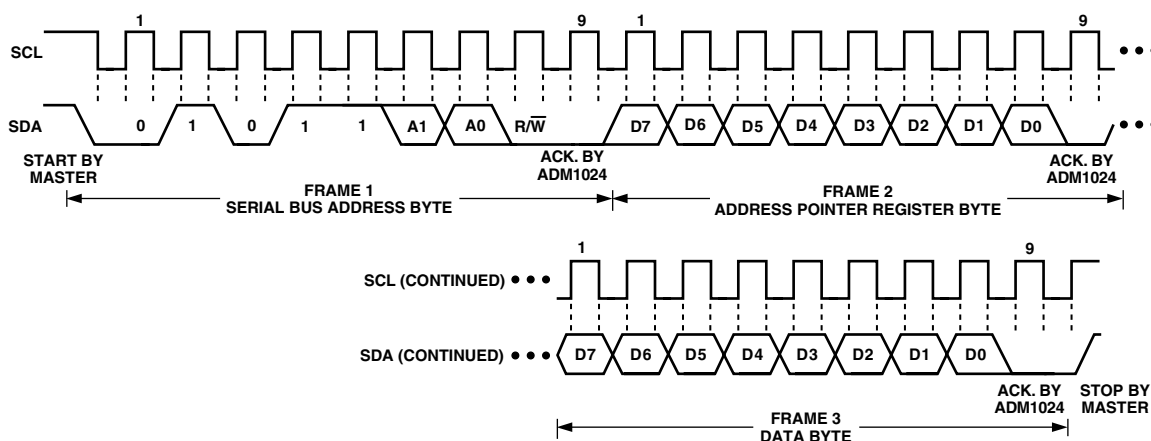 1 9 1 9
SCL
SDA 0 1 0 1 1 A1 A0 R/W̅ D7 D6 D5 D4 D3 D2 D1 D0
START BY
MASTER
ACK. BY
ADM1024
ACK. BY
ADM1024
FRAME 1
SERIAL BUS ADDRESS BYTE
FRAME 2
ADDRESS POINTER REGISTER BYTE
1 9
SCL (CONTINUED)
SDA (CONTINUED) D7 D6 D5 D4 D3 D2 D1 D0
ACK. BY
ADM1024
STOP BY
MASTER
FRAME 3
DATA BYTE